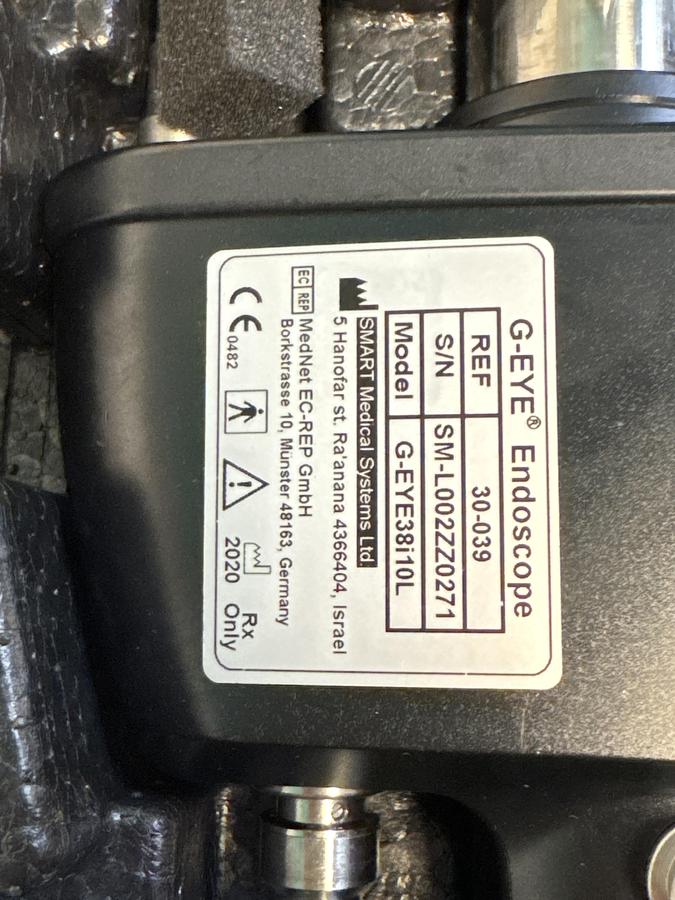 G-EYE® Endoscope
REF 30-039
S/N SM-L002ZZ0271
Model G-EYE38i10L
SMART Medical Systems Ltd.
5 Hanofar st. Ra'anana 4366404, Israel
EC REP MedNet EC-REP GmbH
Borkstrasse 10, Münster 48163, Germany
CE 0482 2020 Rx Only